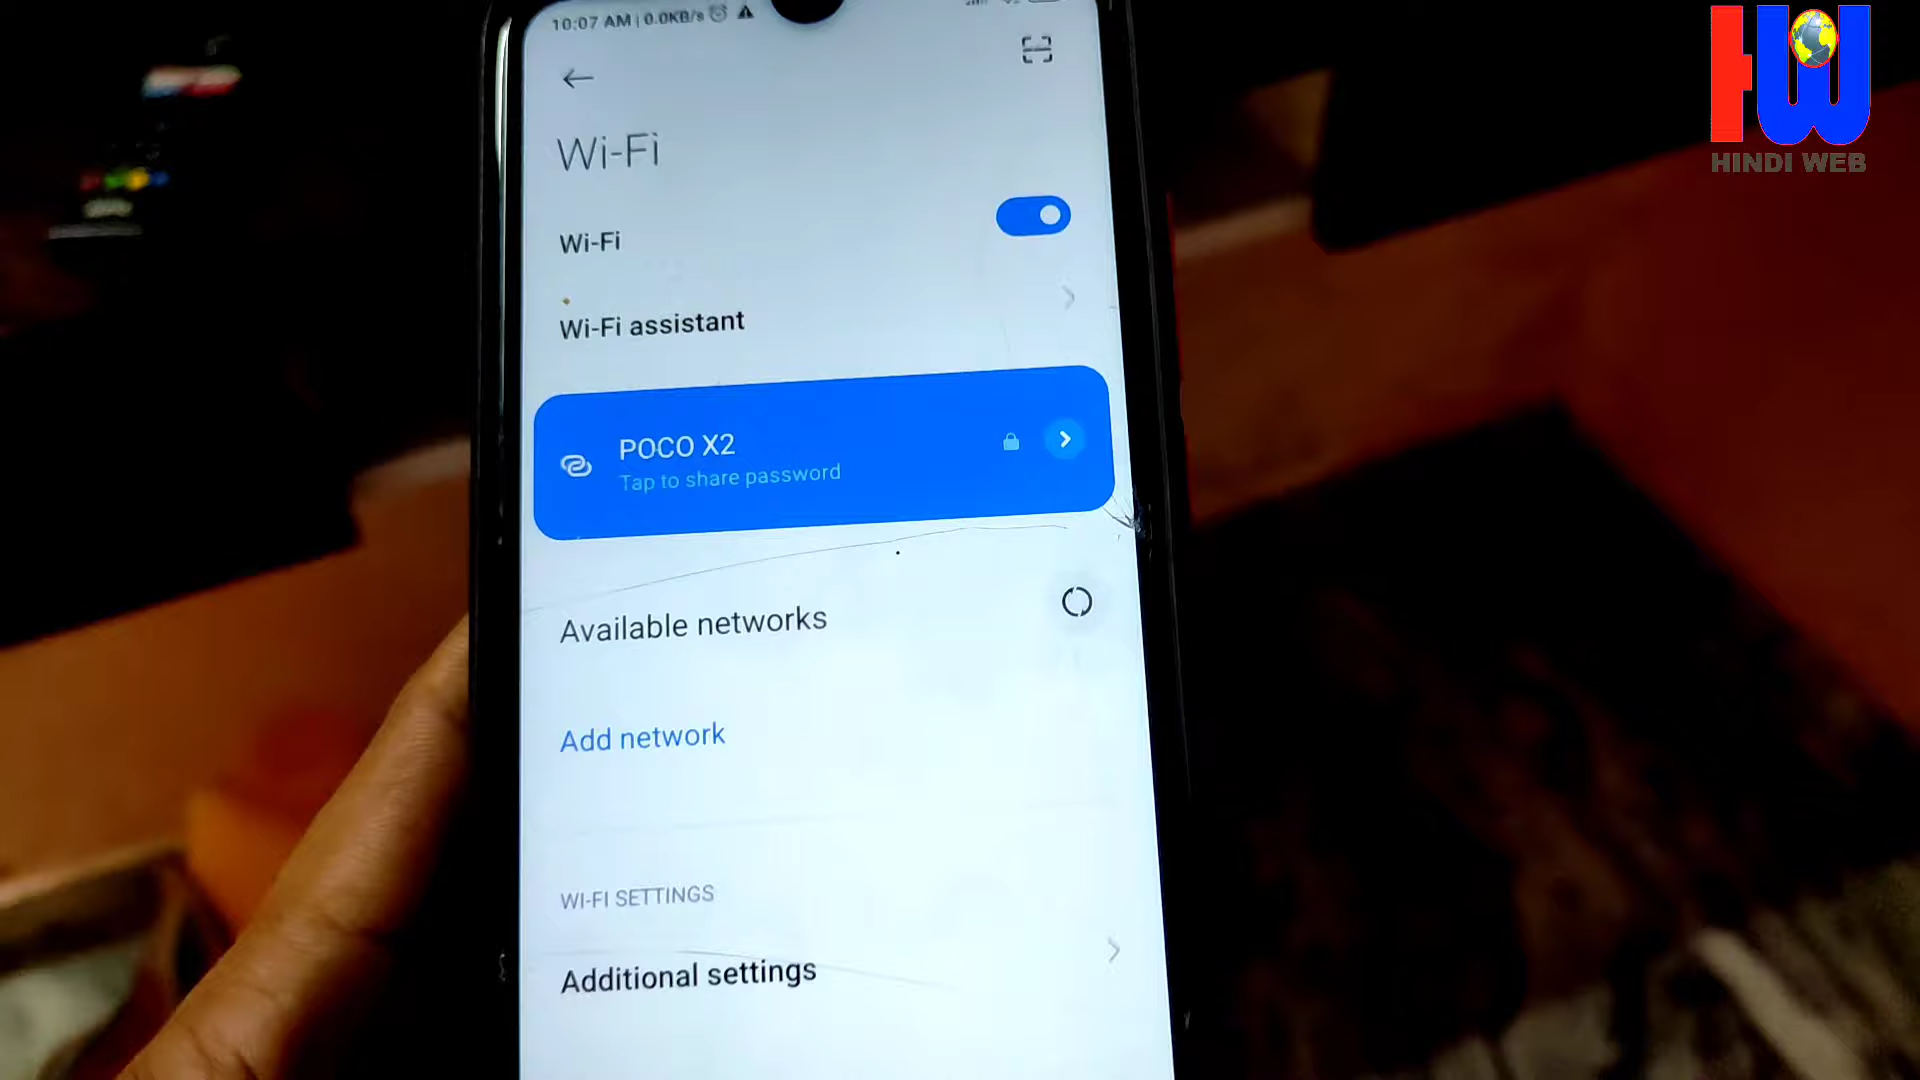 10:07 AM | 0.0KB/s
Wi-Fi
Wi-Fi
Wi-Fi assistant
POCO X2
Tap to share password
Available networks
Add network
WI-FI SETTINGS
Additional settings
HW
HINDI WEB